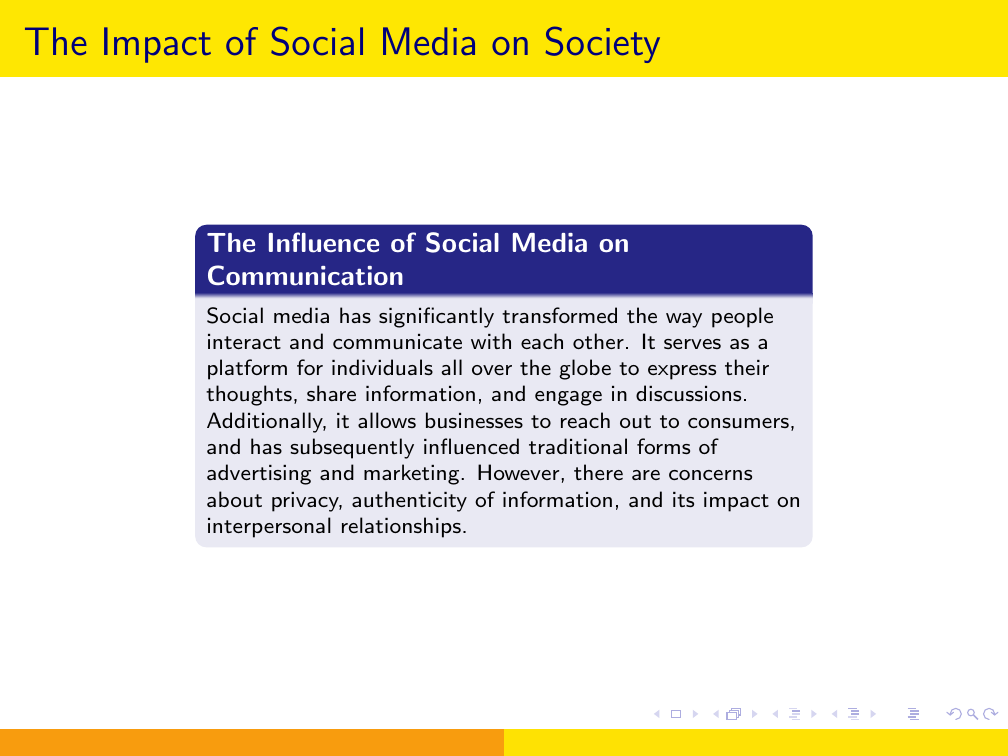 The Impact of Social Media on Society
The Influence of Social Media on
Communication
Social media has significantly transformed the way people
interact and communicate with each other. It serves as a
platform for individuals all over the globe to express their
thoughts, share information, and engage in discussions.
Additionally, it allows businesses to reach out to consumers,
and has subsequently influenced traditional forms of
advertising and marketing. However, there are concerns
about privacy, authenticity of information, and its impact on
interpersonal relationships.